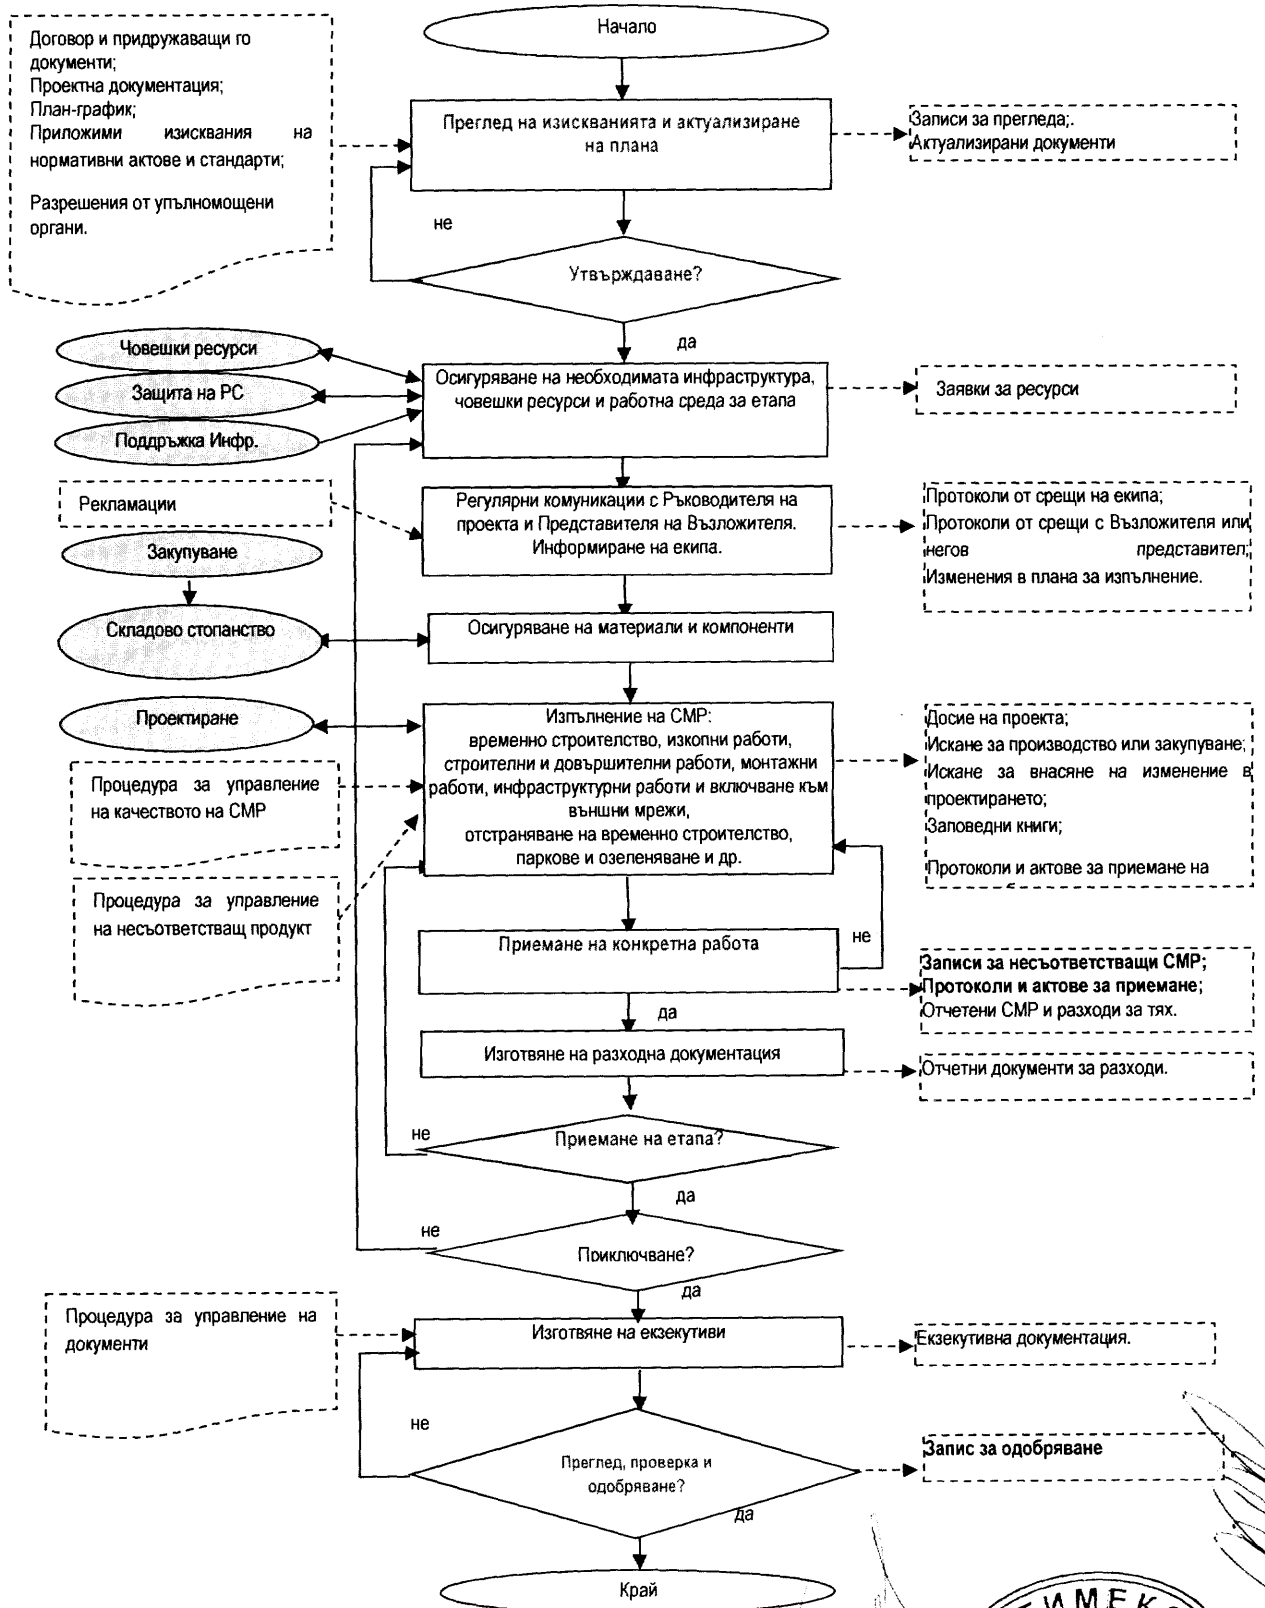 Начало
Договор и придружаващи го
документи;
Проектна документация;
План-график;
Приложими изисквания на
нормативни актове и стандарти;
Разрешения от упълномощени
органи.
Преглед на изискванията и актуализиране
на плана
Записи за прегледа;.
Актуализирани документи
не
Утвърждаване?
да
Човешки ресурси
Защита на РС
Поддръжка Инфр.
Осигуряване на необходимата инфраструктура,
човешки ресурси и работна среда за етапа
Заявки за ресурси
Рекламации
Регулярни комуникации с Ръководителя на
проекта и Представителя на Възложителя.
Информиране на екипа.
Протоколи от срещи на екипа;
Протоколи от срещи с Възложителя или
негов представител;
Изменения в плана за изпълнение.
Закупуване
Складово стопанство
Осигуряване на материали и компоненти
Проектиране
Изпълнение на СМР:
временно строителство, изкопни работи,
строителни и довършителни работи, монтажни
работи, инфраструктурни работи и включване към
външни мрежи,
отстраняване на временно строителство,
паркове и озеленяване и др.
Досие на проекта;
Искане за производство или закупуване;
Искане за внасяне на изменение в
проектирането;
Заповедни книги;
Протоколи и актове за приемане на
Процедура за управление
на качеството на СМР
Процедура за управление
на несъответстващ продукт
Приемане на конкретна работа
не
Записи за несъответстващи СМР;
Протоколи и актове за приемане;
Отчетени СМР и разходи за тях.
да
Изготвяне на разходна документация
Отчетни документи за разходи.
не
Приемане на етапа?
да
не
Приключване?
да
Процедура за управление на
документи
Изготвяне на екзекутиви
Екзекутивна документация.
не
Преглед, проверка и
одобряване?
Запис за одобряване
да
Край